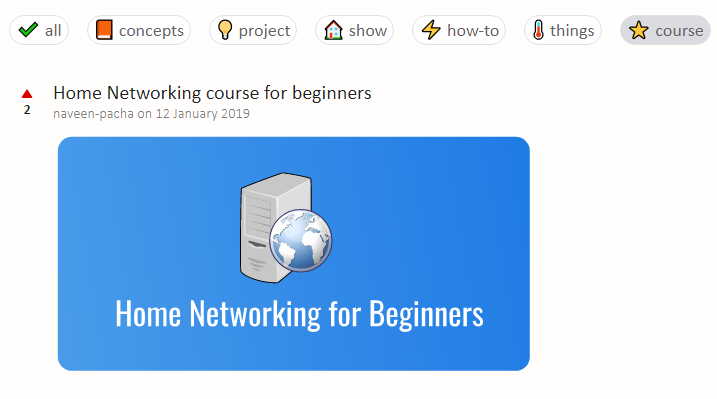 all concepts project show how-to things course
Home Networking course for beginners
2
naveen-pacha on 12 January 2019
Home Networking for Beginners